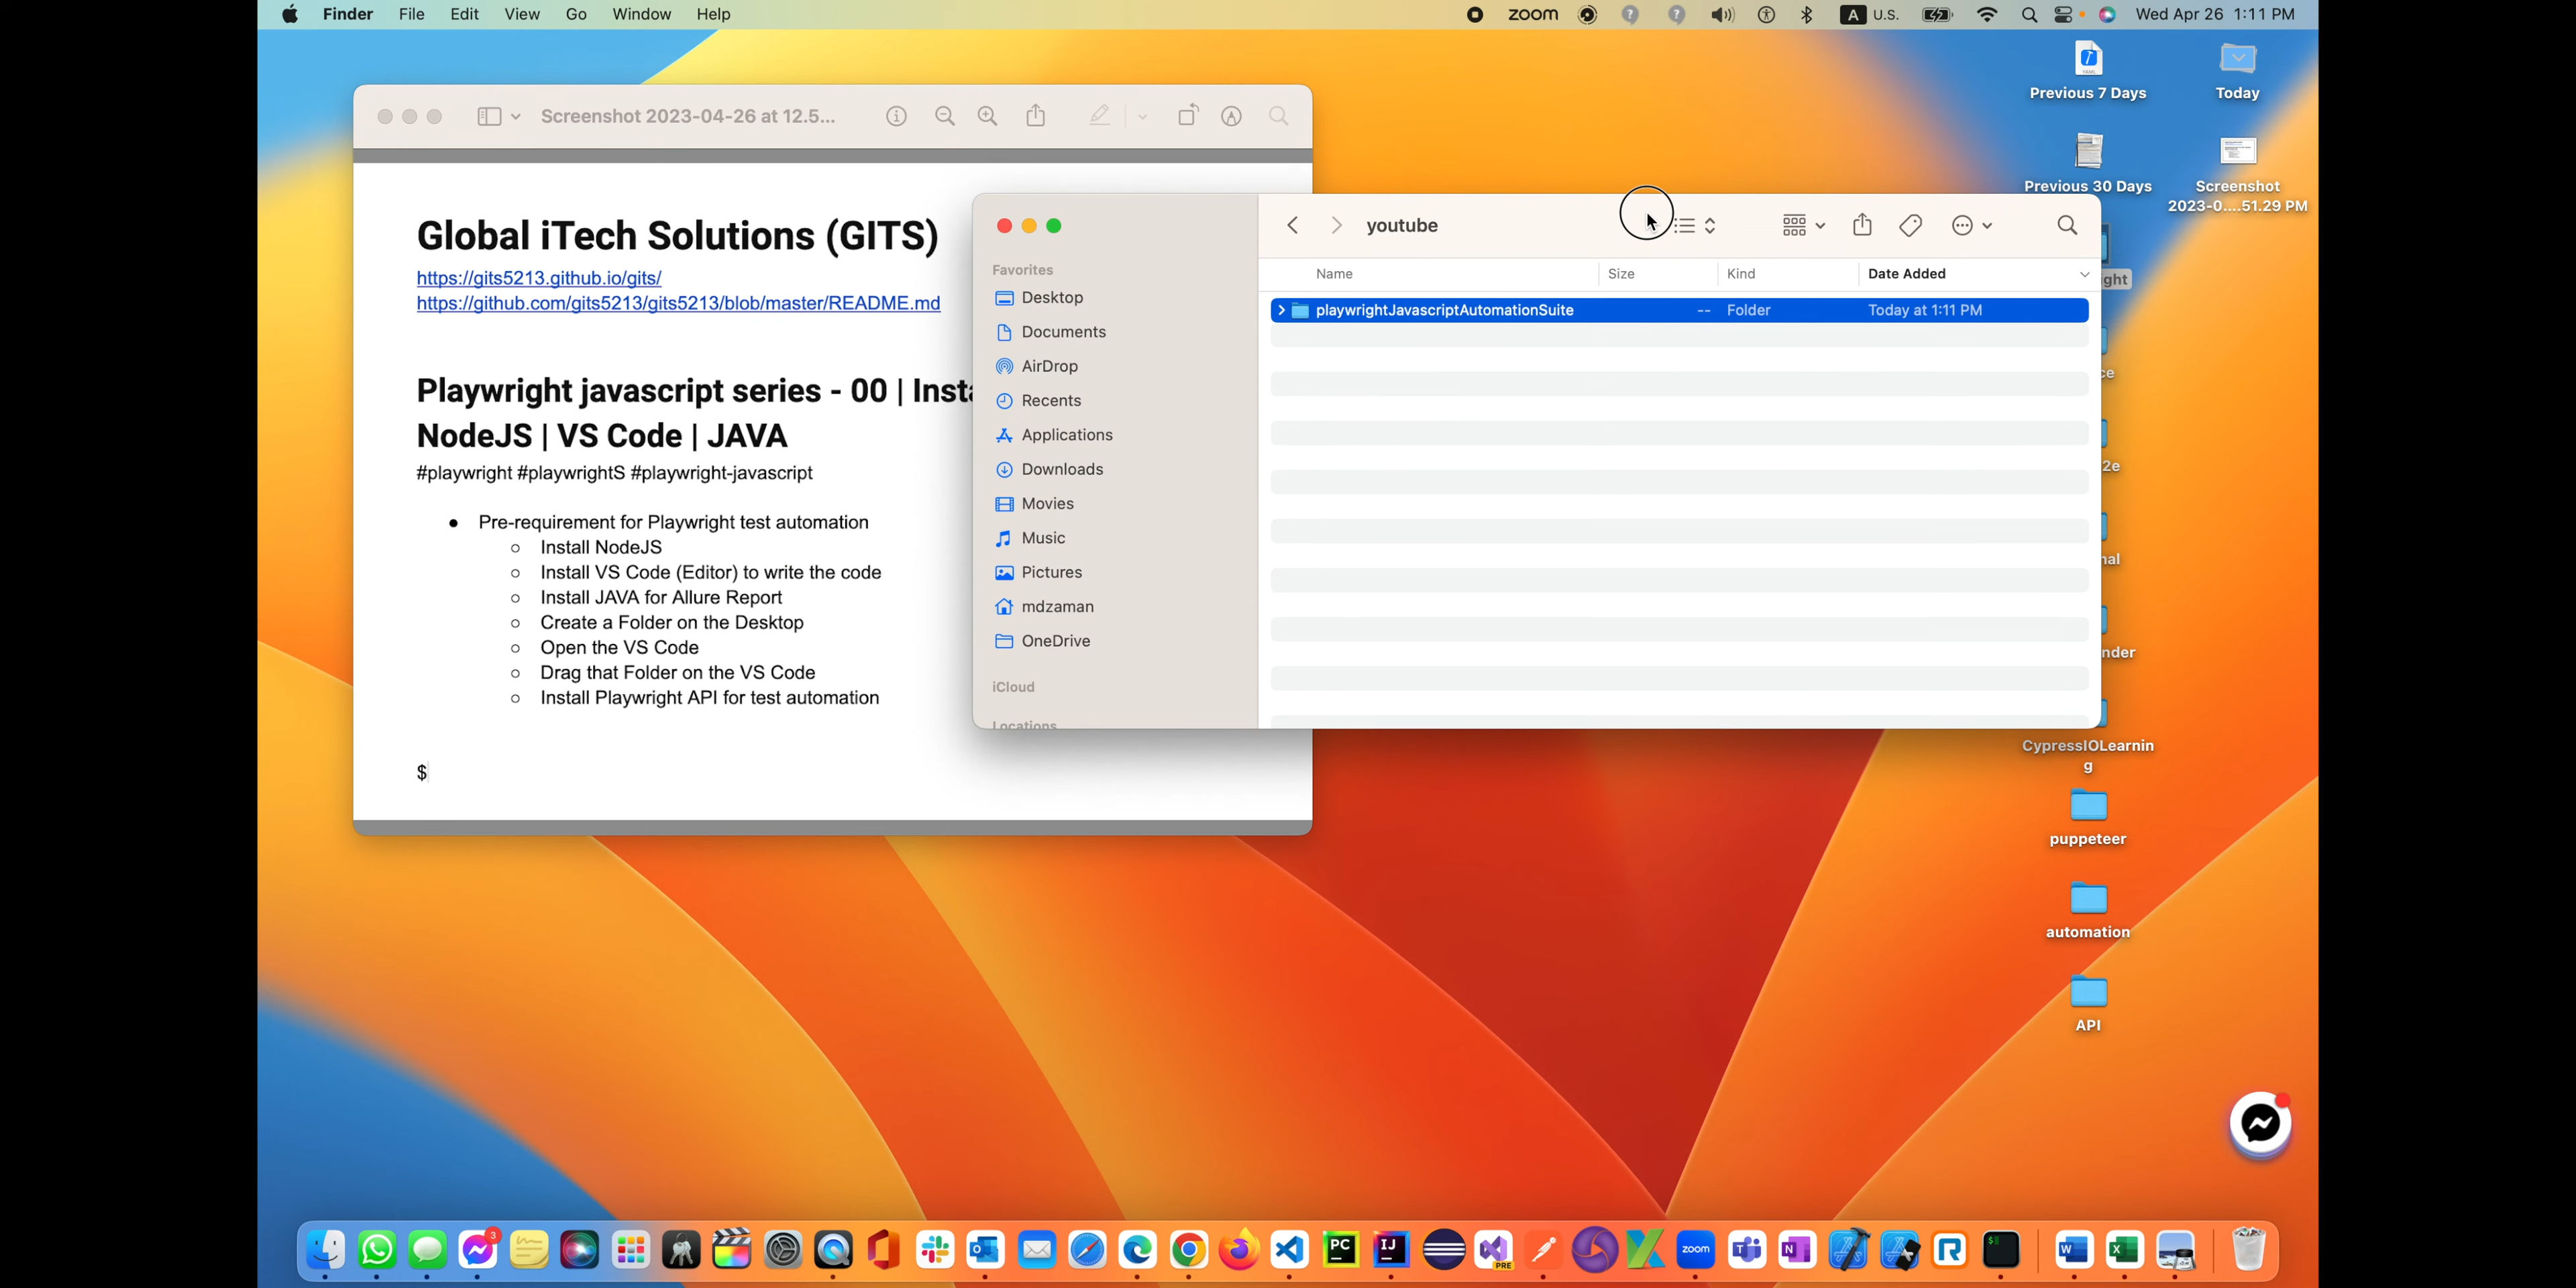 Finder File Edit View Go Window Help
zoom A U.S. Wed Apr 26 1:11 PM
Previous 7 Days
Today
Previous 30 Days
Screenshot
2023-0....51.29 PM
Screenshot 2023-04-26 at 12.5...
Global iTech Solutions (GITS)
https://gits5213.github.io/gits/
https://github.com/gits5213/gits5213/blob/master/README.md
Playwright javascript series - 00 | Insta
NodeJS | VS Code | JAVA
#playwright #playwrightS #playwright-javascript
● Pre-requirement for Playwright test automation
○ Install NodeJS
○ Install VS Code (Editor) to write the code
○ Install JAVA for Allure Report
○ Create a Folder on the Desktop
○ Open the VS Code
○ Drag that Folder on the VS Code
○ Install Playwright API for test automation
$
youtube
Favorites
Desktop
Documents
AirDrop
Recents
Applications
Downloads
Movies
Music
Pictures
mdzaman
OneDrive
iCloud
Locations
Name Size Kind Date Added
playwrightJavascriptAutomationSuite -- Folder Today at 1:11 PM
ght
ce
2e
nal
nder
CypressIOLearnin
g
puppeteer
automation
API
3
PC
IJ
PRE
zoom